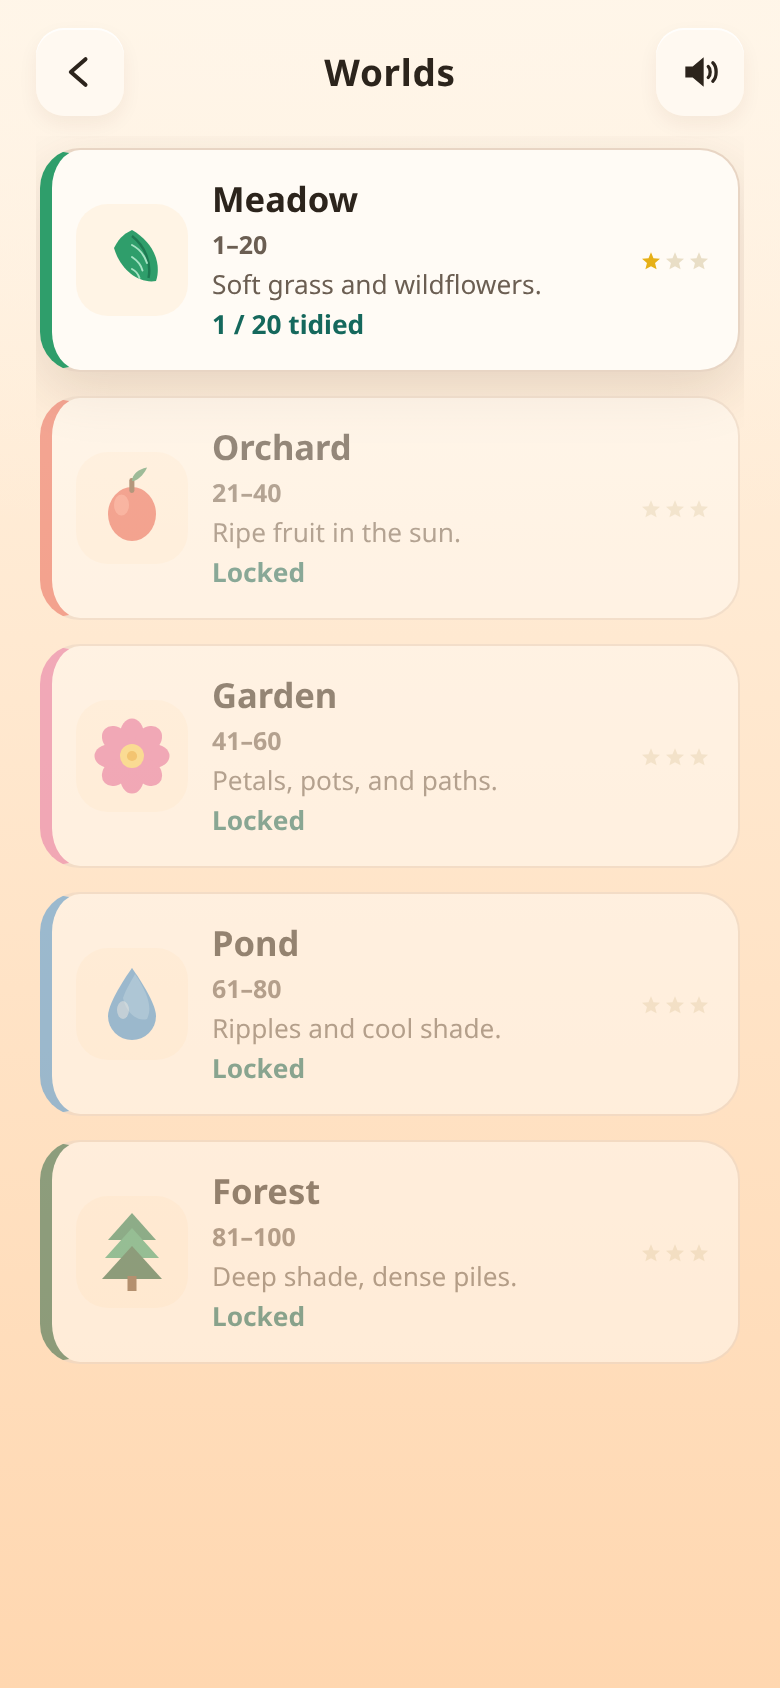 Worlds
Meadow
1–20
Soft grass and wildflowers.
1 / 20 tidied
Orchard
21–40
Ripe fruit in the sun.
Locked
Garden
41–60
Petals, pots, and paths.
Locked
Pond
61–80
Ripples and cool shade.
Locked
Forest
81–100
Deep shade, dense piles.
Locked